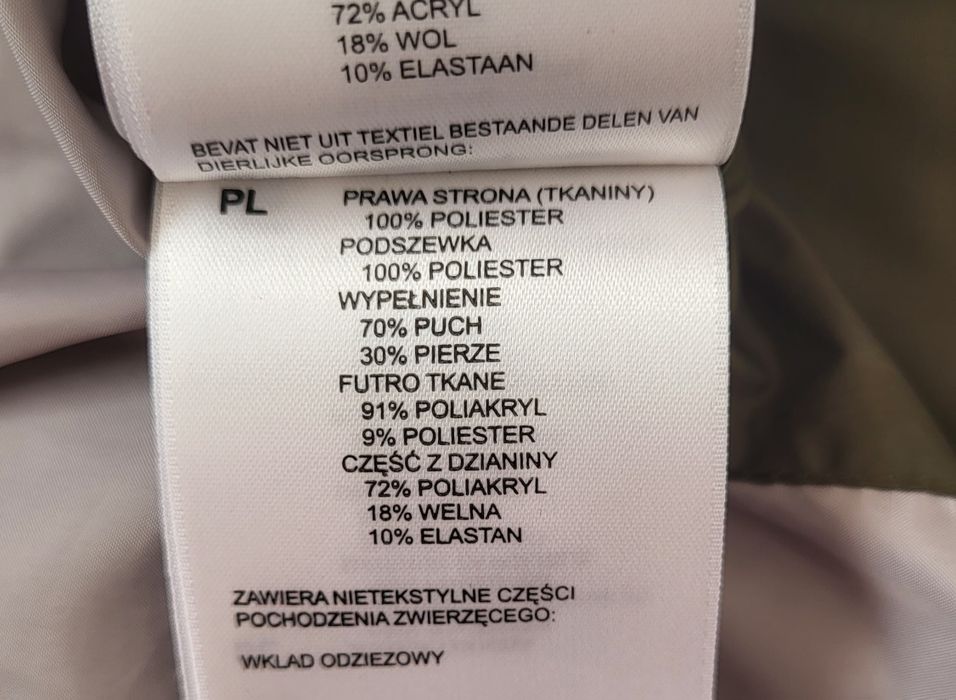 72% ACRYL
18% WOL
10% ELASTAAN
BEVAT NIET UIT TEXTIEL BESTAANDE DELEN VAN
DIERLIJKE OORSPRONG:
PL PRAWA STRONA (TKANINY)
100% POLIESTER
PODSZEWKA
100% POLIESTER
WYPEŁNIENIE
70% PUCH
30% PIERZE
FUTRO TKANE
91% POLIAKRYL
9% POLIESTER
CZĘŚĆ Z DZIANINY
72% POLIAKRYL
18% WELNA
10% ELASTAN
ZAWIERA NIETEKSTYLNE CZĘŚCI
POCHODZENIA ZWIERZĘCEGO:
WKLAD ODZIEZOWY